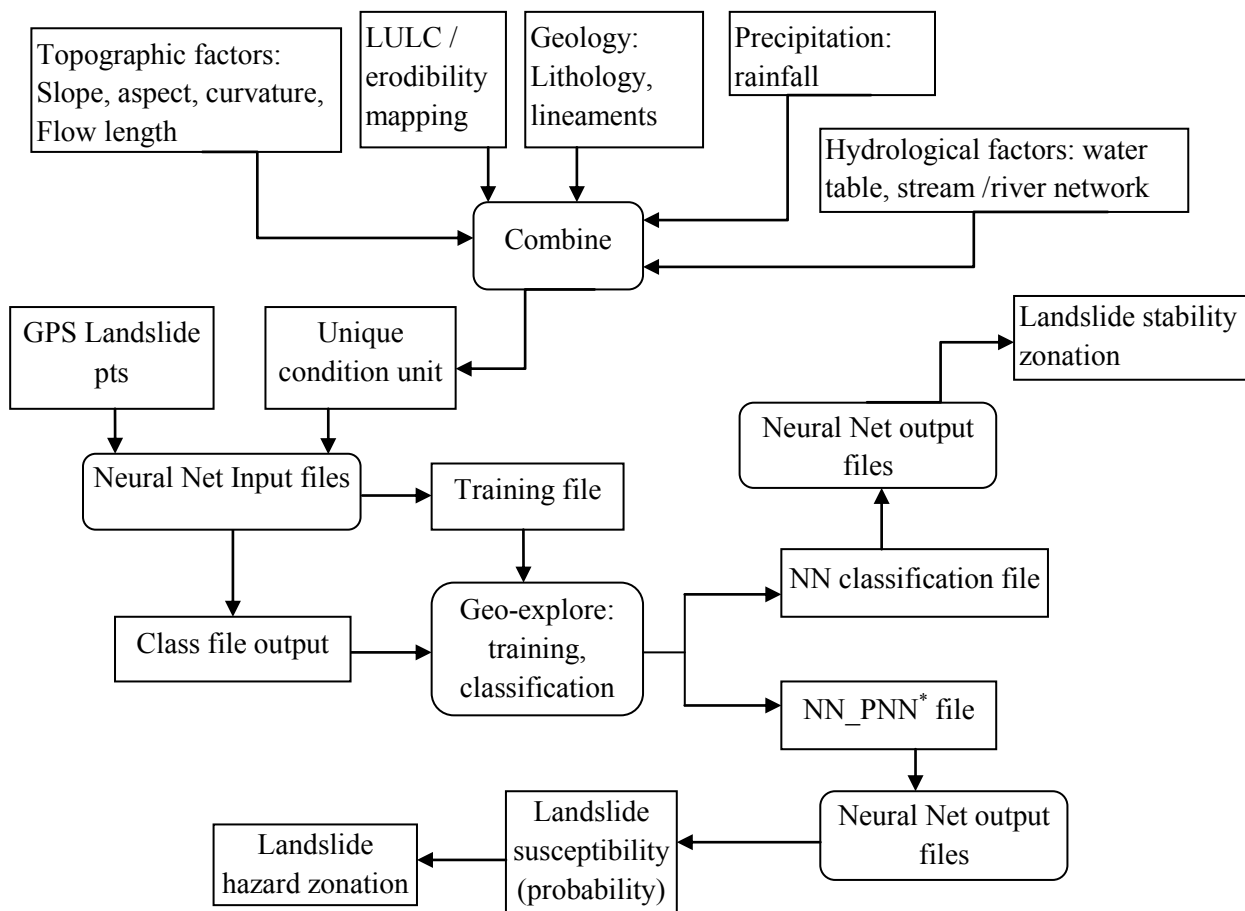 Topographic factors:
Slope, aspect, curvature,
Flow length
LULC /
erodibility
mapping
Geology:
Lithology,
lineaments
Precipitation:
rainfall
Hydrological factors: water
table, stream /river network
Combine
GPS Landslide
pts
Unique
condition unit
Landslide stability
zonation
Neural Net output
files
Neural Net Input files
Training file
NN classification file
Geo-explore:
training,
classification
Class file output
NN_PNN* file
Neural Net output
files
Landslide
susceptibility
(probability)
Landslide
hazard zonation